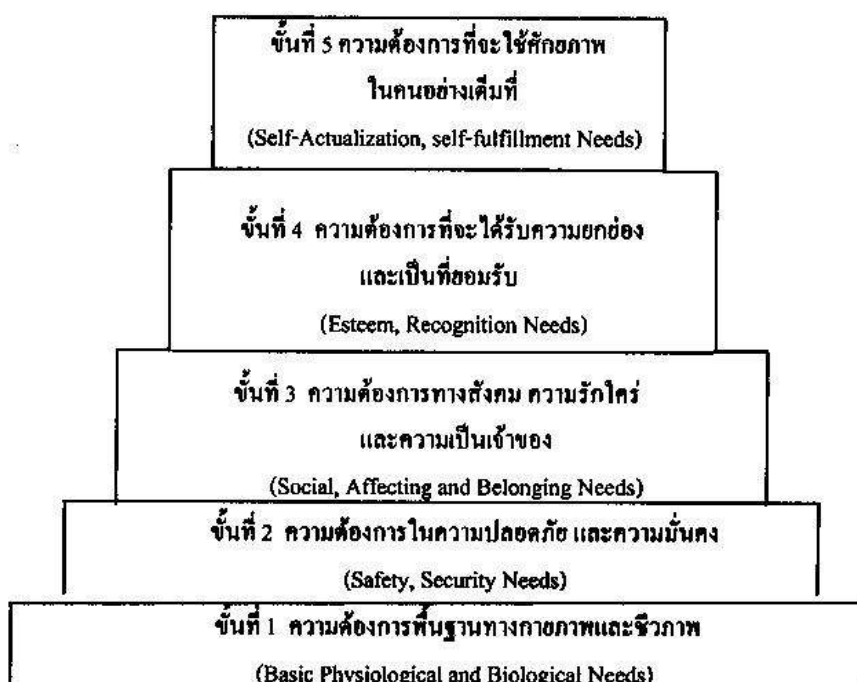 ขั้นที่ 5 ความต้องการที่จะใช้ศักยภาพ
ในตนอย่างเต็มที่
(Self-Actualization, self-fulfillment Needs)
ขั้นที่ 4 ความต้องการที่จะได้รับความยกย่อง
และเป็นที่ยอมรับ
(Esteem, Recognition Needs)
ขั้นที่ 3 ความต้องการทางสังคม ความรักใคร่
และความเป็นเจ้าของ
(Social, Affecting and Belonging Needs)
ขั้นที่ 2 ความต้องการในความปลอดภัย และความมั่นคง
(Safety, Security Needs)
ขั้นที่ 1 ความต้องการพื้นฐานทางกายภาพและชีวภาพ
(Basic Physiological and Biological Needs)